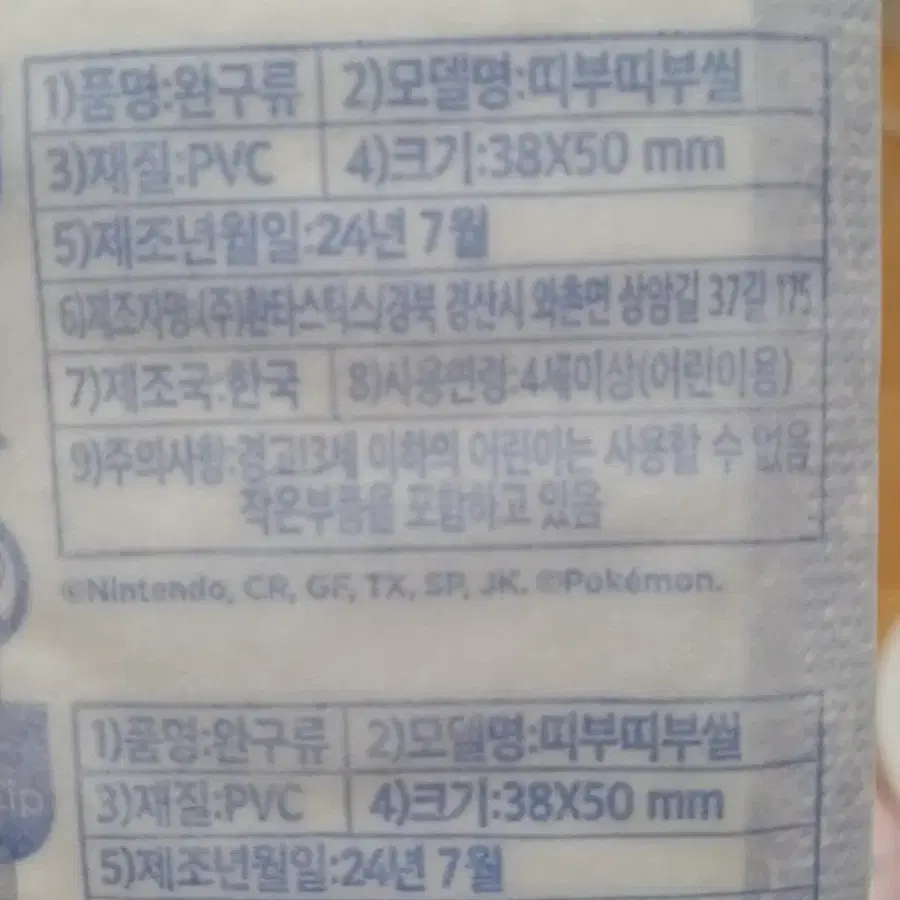 1)품명:완구류 2)모델명:띠부띠부씰
3)재질:PVC 4)크기:38X50 mm
5)제조년월일:24년 7월
6)제조자명:(주)환타스틱스/경북 경산시 와촌면 상암길 37길 175
7)제조국:한국 8)사용연령:4세이상(어린이용)
9)주의사항:경고!3세 이하의 어린이는 사용할 수 없음
작은부품을 포함하고 있음
©Nintendo, CR, GF, TX, SP, JK. ©Pokémon.
1)품명:완구류 2)모델명:띠부띠부씰
3)재질:PVC 4)크기:38X50 mm
5)제조년월일:24년 7월